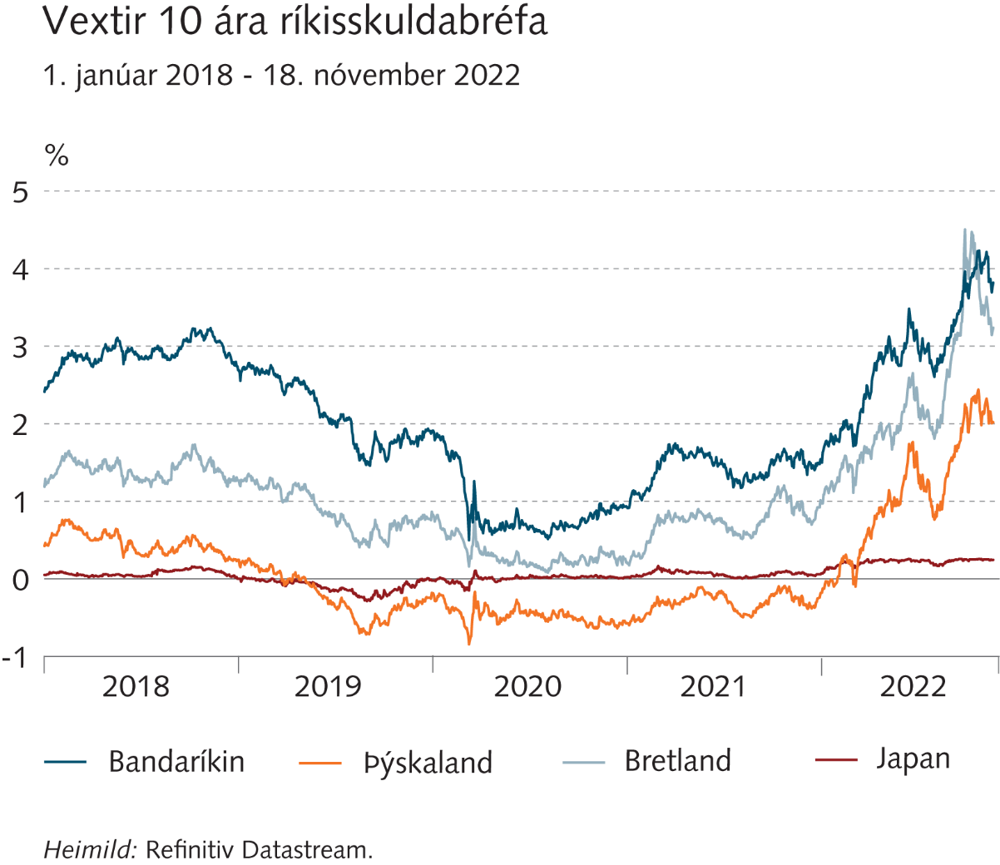 Vextir 10 ára ríkisskuldabréfa
1. janúar 2018 - 18. nóvember 2022
%
5
4
3
2
1
0
-1
2018 2019 2020 2021 2022
Bandaríkin Þýskaland Bretland Japan
Heimild: Refinitiv Datastream.